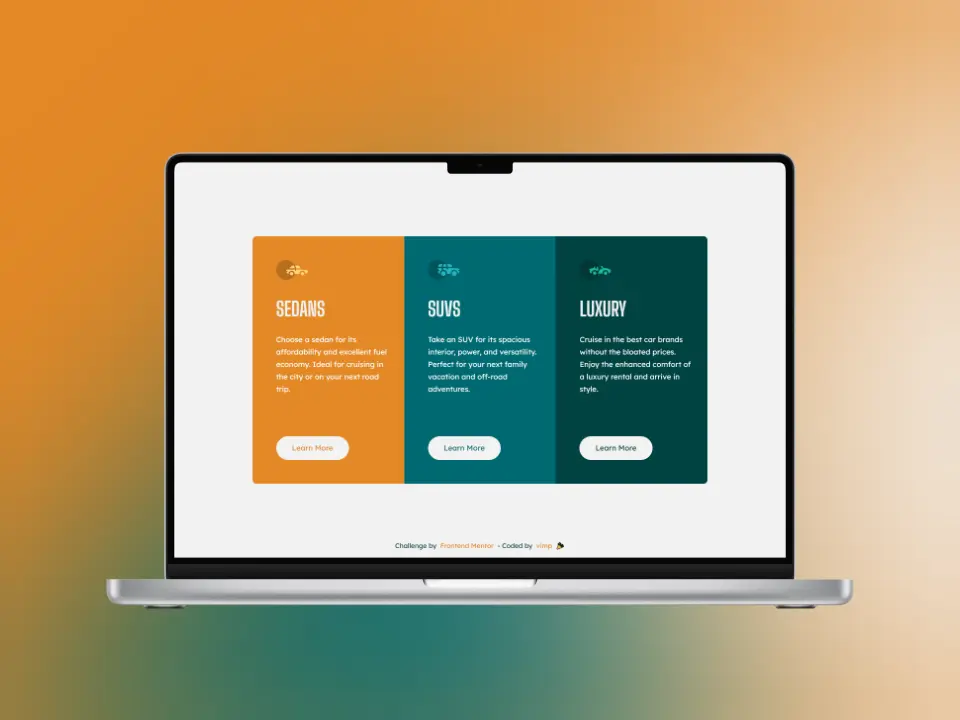 SEDANS
Choose a sedan for its
affordability and excellent fuel
economy. Ideal for cruising in
the city or on your next road
trip.
Learn More
SUVS
Take an SUV for its spacious
interior, power, and versatility.
Perfect for your next family
vacation and off-road
adventures.
Learn More
LUXURY
Cruise in the best car brands
without the bloated prices.
Enjoy the enhanced comfort of
a luxury rental and arrive in
style.
Learn More
Challenge by Frontend Mentor - Coded by vimp